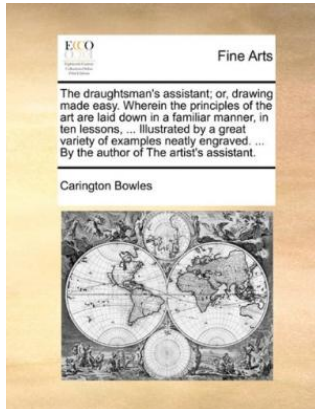 ECCO
Fine Arts
The draughtsman's assistant; or, drawing
made easy. Wherein the principles of the
art are laid down in a familiar manner, in
ten lessons, ... Illustrated by a great
variety of examples neatly engraved. ...
By the author of The artist's assistant.
Carington Bowles